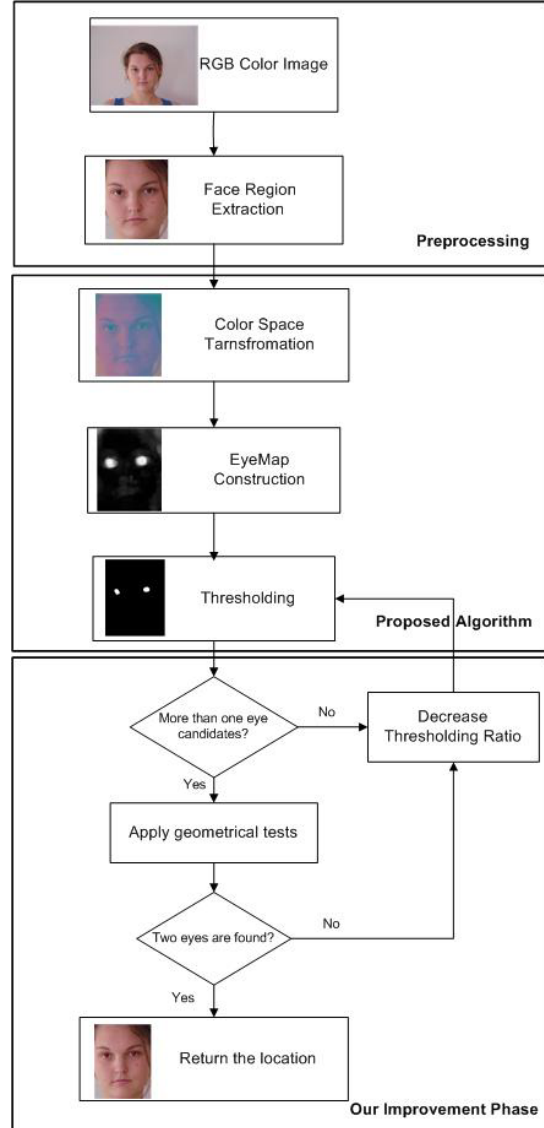 RGB Color Image
Face Region
Extraction
Preprocessing
Color Space
Tarnsfromation
EyeMap
Construction
Thresholding
Proposed Algorithm
More than one eye
candidates?
No
Decrease
Thresholding Ratio
Yes
Apply geometrical tests
Two eyes are found?
No
Yes
Return the location
Our Improvement Phase